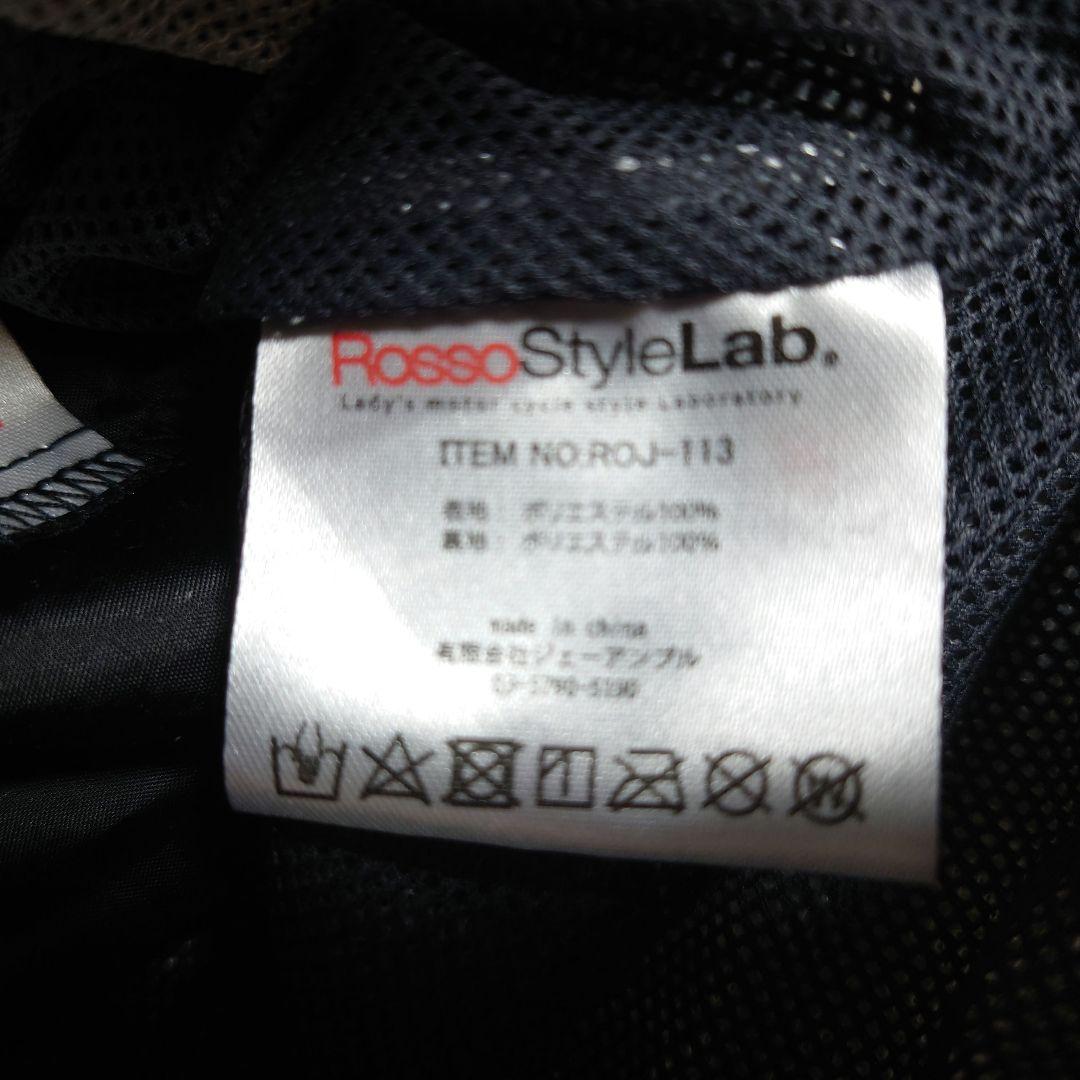 RossoStyleLab.
Lady's motor cycle style Laboratory
ITEM NO.ROJ-113
表地: ポリエステル100%
裏地: ポリエステル100%
made in china
有限会社ジェーアンブル
W